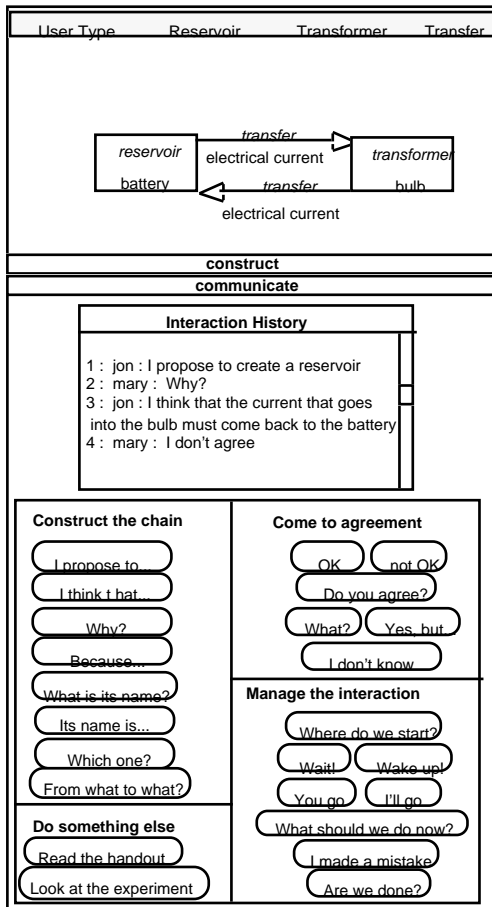 User Type Reservoir Transformer Transfer
transfer
reservoir transformer
electrical current
battery transfer bulb
electrical current
construct
communicate
Interaction History
1 : jon : I propose to create a reservoir
2 : mary : Why?
3 : jon : I think that the current that goes
into the bulb must come back to the battery
4 : mary : I don't agree
Construct the chain
I propose to...
I think t hat...
Why?
Because...
What is its name?
Its name is...
Which one?
From what to what?
Do something else
Read the handout
Look at the experiment
Come to agreement
OK not OK
Do you agree?
What? Yes, but...
I don't know
Manage the interaction
Where do we start?
Wait! Wake up!
You go I'll go
What should we do now?
I made a mistake
Are we done?